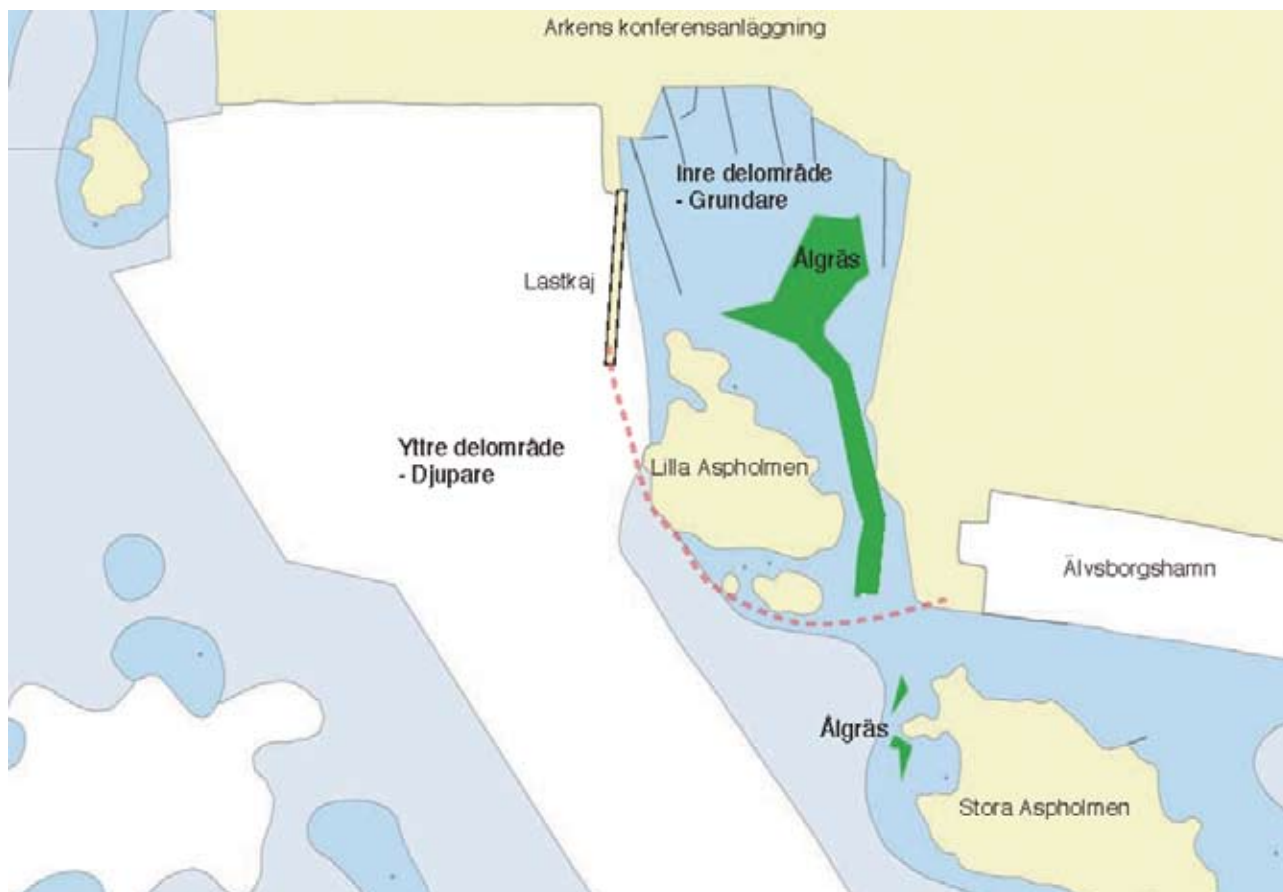 Arkens konferensanläggning
Inre delområde
- Grundare
Ålgräs
Lastkaj
Yttre delområde
- Djupare
Lilla Aspholmen
Älvsborgshamn
Ålgräs
Stora Aspholmen